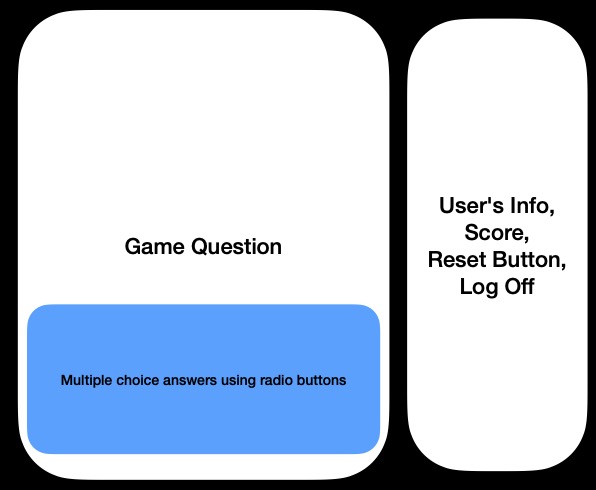 Game Question
Multiple choice answers using radio buttons
User's Info,
Score,
Reset Button,
Log Off